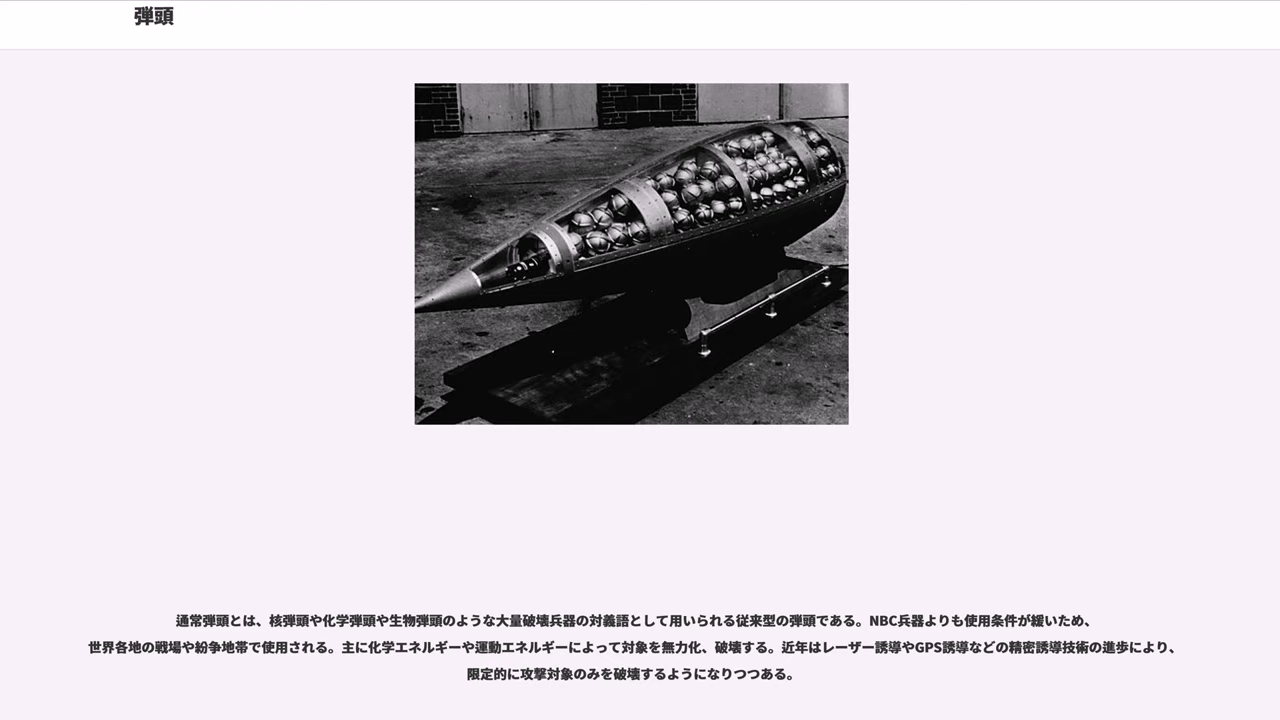 弾頭
通常弾頭とは、核弾頭や化学弾頭や生物弾頭のような大量破壊兵器の対義語として用いられる従来型の弾頭である。NBC兵器よりも使用条件が緩いため、
世界各地の戦場や紛争地帯で使用される。主に化学エネルギーや運動エネルギーによって対象を無力化、破壊する。近年はレーザー誘導やGPS誘導などの精密誘導技術の進歩により、
限定的に攻撃対象のみを破壊するようになりつつある。